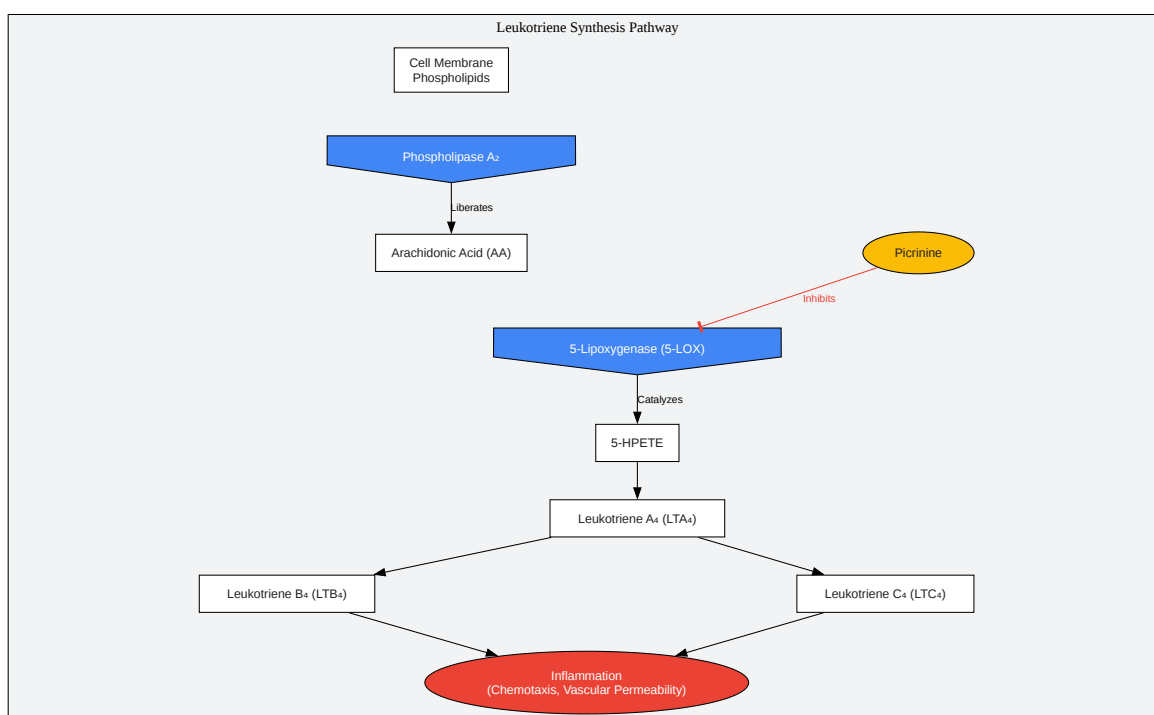 Leukotriene Synthesis Pathway
Cell Membrane
Phospholipids
Phospholipase A₂
Liberates
Arachidonic Acid (AA)
Picrinine
Inhibits
5-Lipoxygenase (5-LOX)
Catalyzes
5-HPETE
Leukotriene A₄ (LTA₄)
Leukotriene B₄ (LTB₄)
Leukotriene C₄ (LTC₄)
Inflammation
(Chemotaxis, Vascular Permeability)